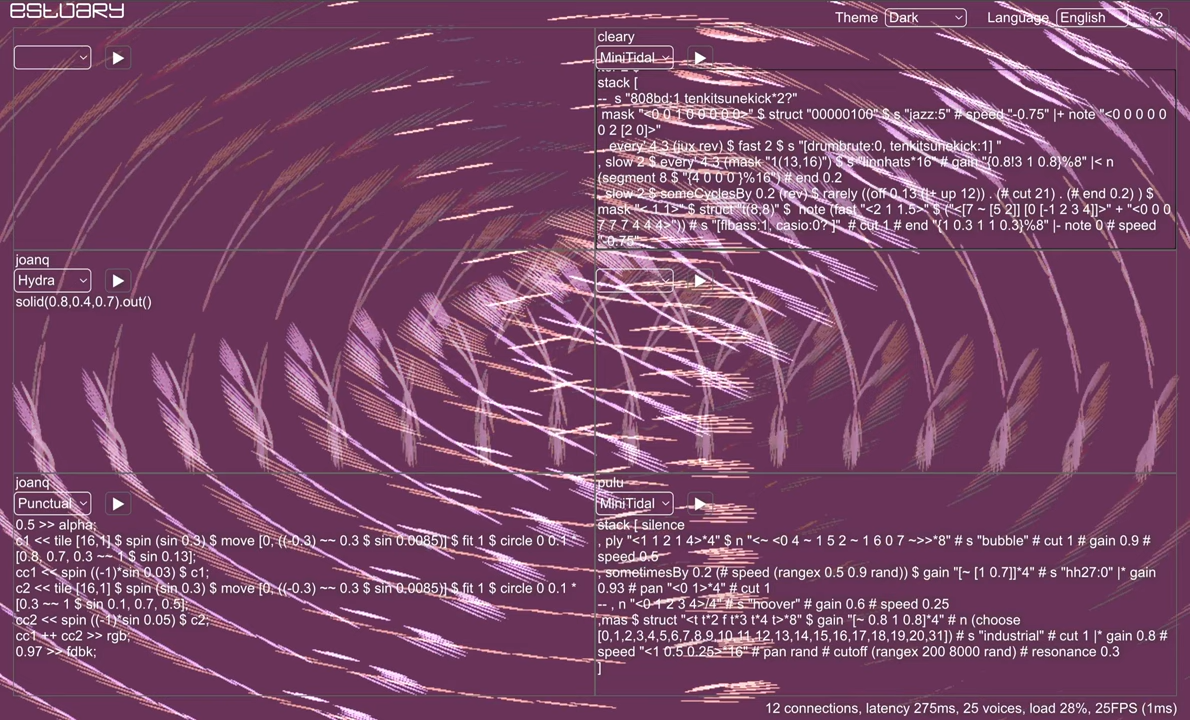 estuary
Theme Dark Language English ?
cleary
MiniTidal
stack [
-- s "808bd:1 tenkitsunekick*2?"
mask "<0 0 1 0 0 0 0 0>" $ struct "00000100" $ s "jazz:5" # speed "-0.75" |+ note "<0 0 0 0 0
0 2 [2 0]>"
, every' 4 3 (jux rev) $ fast 2 $ s "[drumbrute:0, tenkitsunekick:1] "
, slow 2 $ every' 4 3 (mask "1(13,16)") $ s "linnhats*16" # gain "{0.8!3 1 0.8}%8" |< n
(segment 8 $ "{4 0 0 0 }%16") # end 0.2
, slow 2 $ someCyclesBy 0.2 (rev) $ rarely ((off 0.13 (|+ up 12)) . (# cut 21) . (# end 0.2) ) $
mask "< 1 1>" $ struct "t(8,8)" $ note (fast "<2 1 1.5>" $ ("<[7 ~ [5 2]] [0 [-1 2 3 4]]>" + "<0 0 0
7 7 7 4 4 4>")) # s "[flbass:1, casio:0? ]" # cut 1 # end "{1 0.3 1 1 0.3}%8" |- note 0 # speed
"-0.75"
joanq
Hydra
solid(0.8,0.4,0.7).out()
joanq
Punctual
0.5 >> alpha;
c1 << tile [16,1] $ spin (sin 0.3) $ move [0, ((-0.3) ~~ 0.3 $ sin 0.0085)] $ fit 1 $ circle 0 0.1 *
[0.8, 0.7, 0.3 ~~ 1 $ sin 0.13];
cc1 << spin ((-1)*sin 0.03) $ c1;
c2 << tile [16,1] $ spin (sin 0.3) $ move [0, ((-0.3) ~~ 0.3 $ sin 0.0085)] $ fit 1 $ circle 0 0.1 *
[0.3 ~~ 1 $ sin 0.1, 0.7, 0.5];
cc2 << spin ((-1)*sin 0.05) $ c2;
cc1 ++ cc2 >> rgb;
0.97 >> fdbk;
pulu
MiniTidal
stack [ silence
, ply "<1 1 2 1 4>*4" $ n "<~ <0 4 ~ 1 5 2 ~ 1 6 0 7 ~>>*8" # s "bubble" # cut 1 # gain 0.9 #
speed 0.5
, sometimesBy 0.2 (# speed (rangex 0.5 0.9 rand)) $ gain "[~ [1 0.7]]*4" # s "hh27:0" |* gain
0.93 # pan "<0 1>*4" # cut 1
-- , n "<0 1 2 3 4>/4" # s "hoover" # gain 0.6 # speed 0.25
,mas $ struct "<t t*2 f t*3 t*4 t>*8" $ gain "[~ 0.8 1 0.8]*4" # n (choose
[0,1,2,3,4,5,6,7,8,9,10,11,12,13,14,15,16,17,18,19,20,31]) # s "industrial" # cut 1 |* gain 0.8 #
speed "<1 0.5 0.25>*16" # pan rand # cutoff (rangex 200 8000 rand) # resonance 0.3
]
12 connections, latency 275ms, 25 voices, load 28%, 25FPS (1ms)